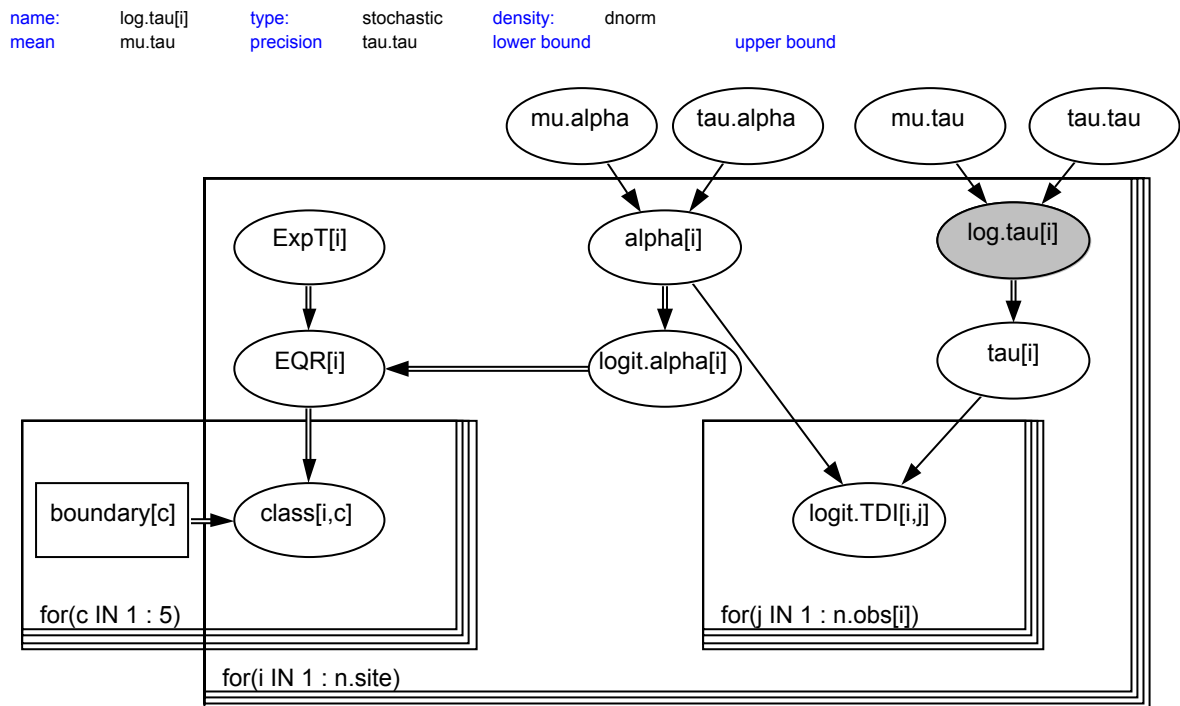 name: log.tau[i] type: stochastic density: dnorm
mean mu.tau precision tau.tau lower bound upper bound
mu.alpha tau.alpha mu.tau tau.tau
ExpT[i] alpha[i] log.tau[i]
EQR[i] logit.alpha[i] tau[i]
boundary[c] class[i,c] logit.TDI[i,j]
for(c IN 1 : 5) for(j IN 1 : n.obs[i])
for(i IN 1 : n.site)